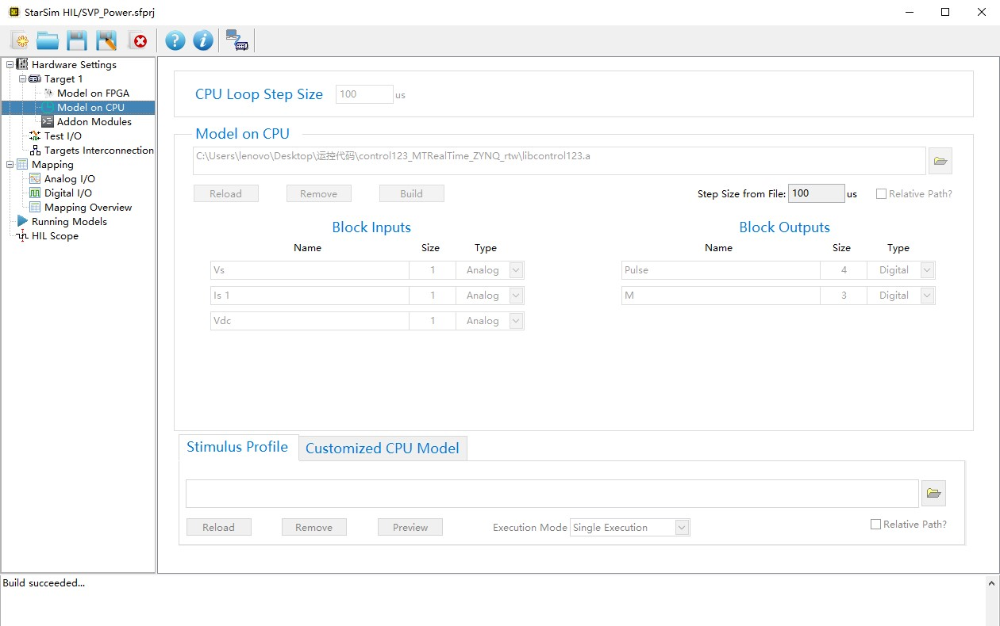 StarSim HIL/SVP_Power.sfprj
Hardware Settings
Target 1
Model on FPGA
Model on CPU
Addon Modules
Test I/O
Targets Interconnection
Mapping
Analog I/O
Digital I/O
Mapping Overview
Running Models
HIL Scope
CPU Loop Step Size 100 us
Model on CPU
C:\Users\lenovo\Desktop\运控代码\control123_MTRealTime_ZYNQ_rtw\libcontrol123.a
Reload Remove Build Step Size from File: 100 us Relative Path?
Block Inputs
Name Size Type
Vs 1 Analog
Is 1 1 Analog
Vdc 1 Analog
Block Outputs
Name Size Type
Pulse 4 Digital
M 3 Digital
Stimulus Profile Customized CPU Model
Reload Remove Preview Execution Mode Single Execution Relative Path?
Build succeeded...